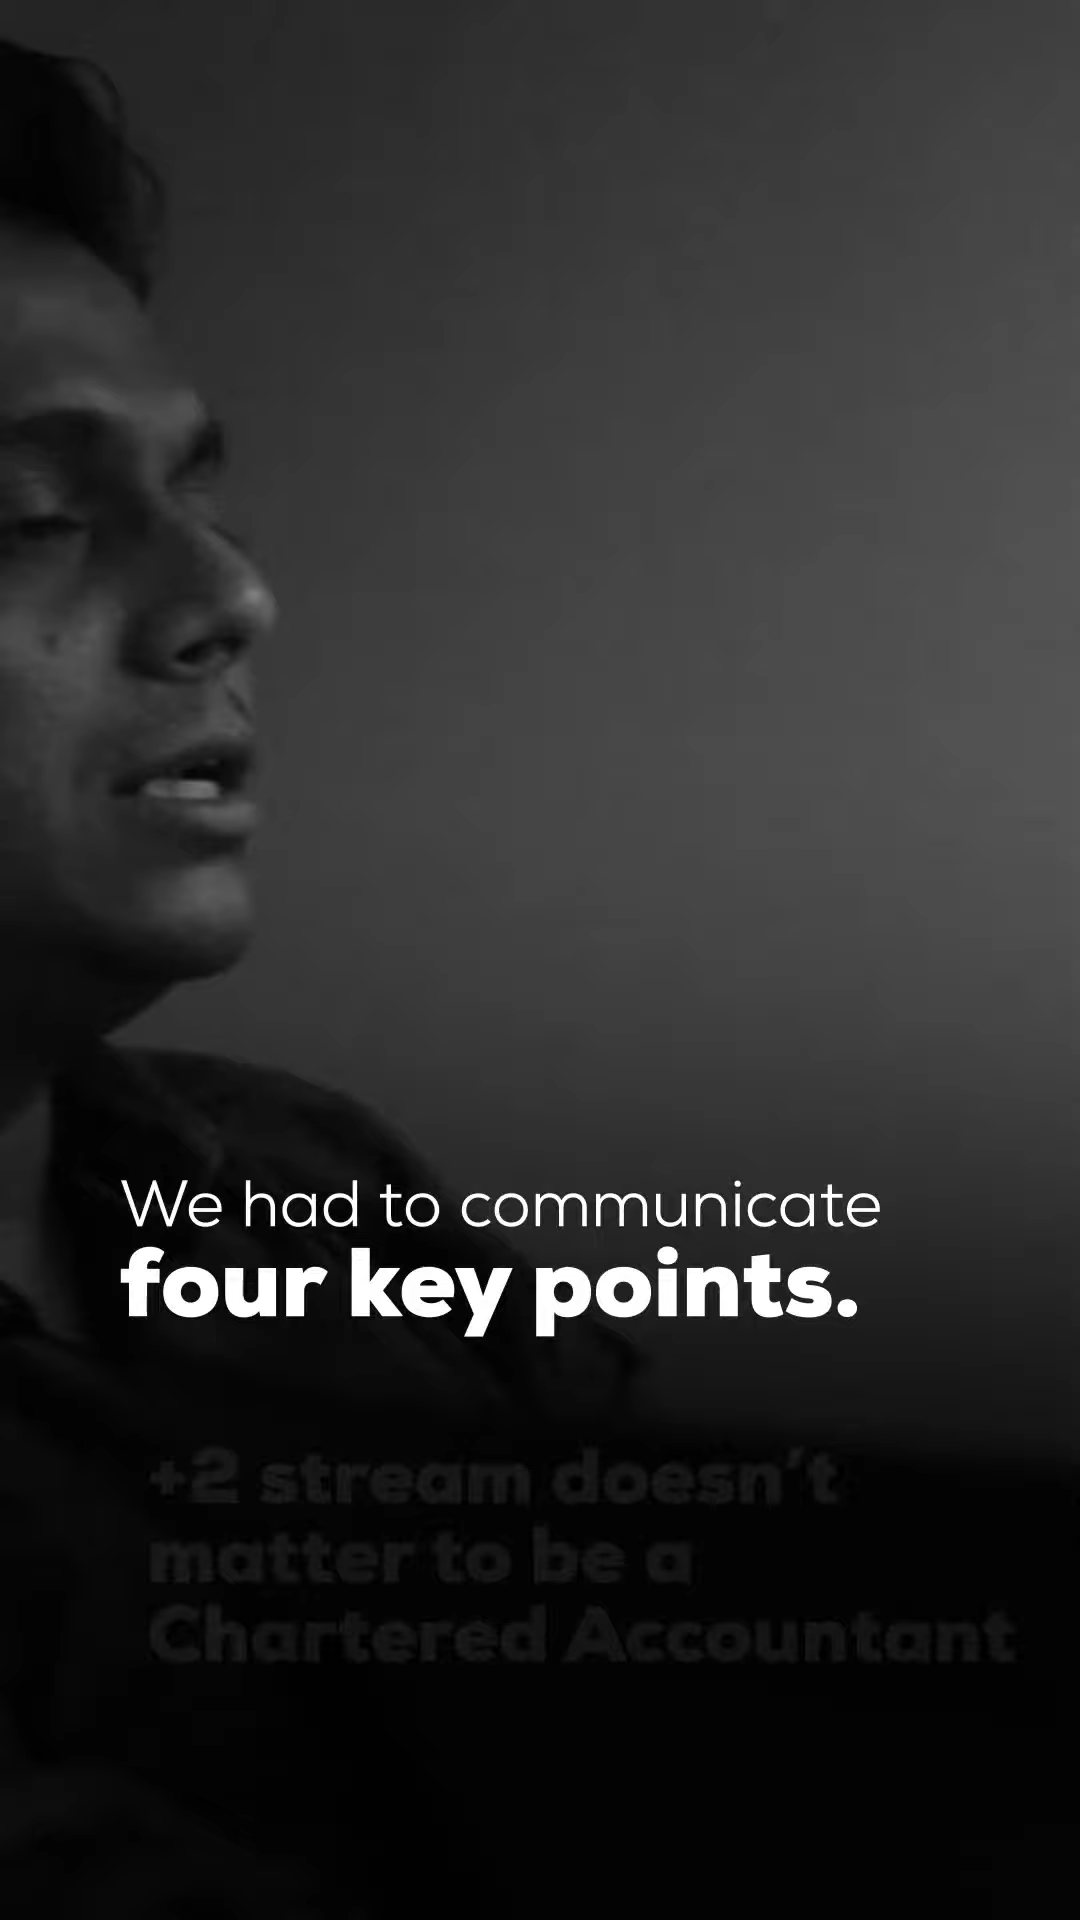 We had to communicate
four key points.
+2 stream doesn’t
matter to be a
Chartered Accountant